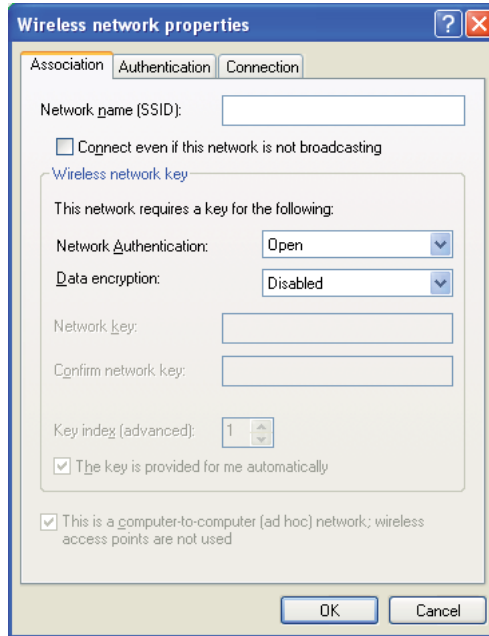 Wireless network properties
Association Authentication Connection
Network name (SSID):
Connect even if this network is not broadcasting
Wireless network key
This network requires a key for the following:
Network Authentication: Open
Data encryption: Disabled
Network key:
Confirm network key:
Key index (advanced): 1
The key is provided for me automatically
This is a computer-to-computer (ad hoc) network; wireless
access points are not used
OK Cancel